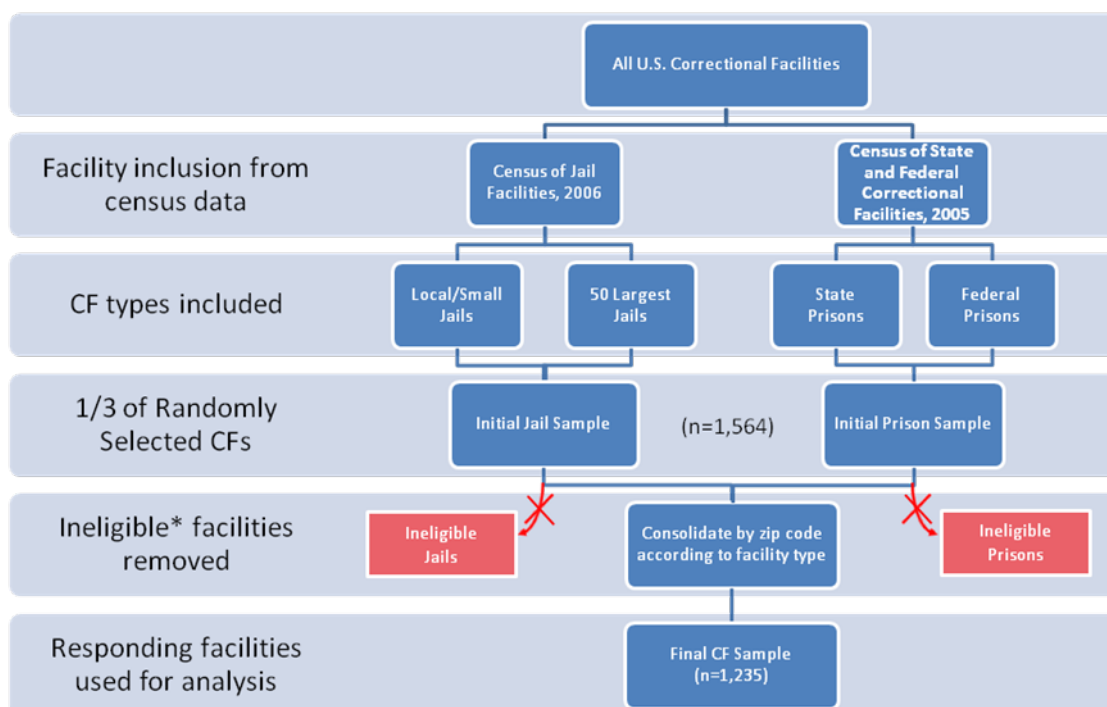 All U.S. Correctional Facilities
Facility inclusion from
census data
Census of Jail
Facilities, 2006
Census of State
and Federal
Correctional
Facilities, 2005
CF types included
Local/Small
Jails
50 Largest
Jails
State
Prisons
Federal
Prisons
1/3 of Randomly
Selected CFs
Initial Jail Sample
(n=1,564)
Initial Prison Sample
Ineligible* facilities
removed
Ineligible
Jails
Consolidate by zip code
according to facility type
Ineligible
Prisons
Responding facilities
used for analysis
Final CF Sample
(n=1,235)